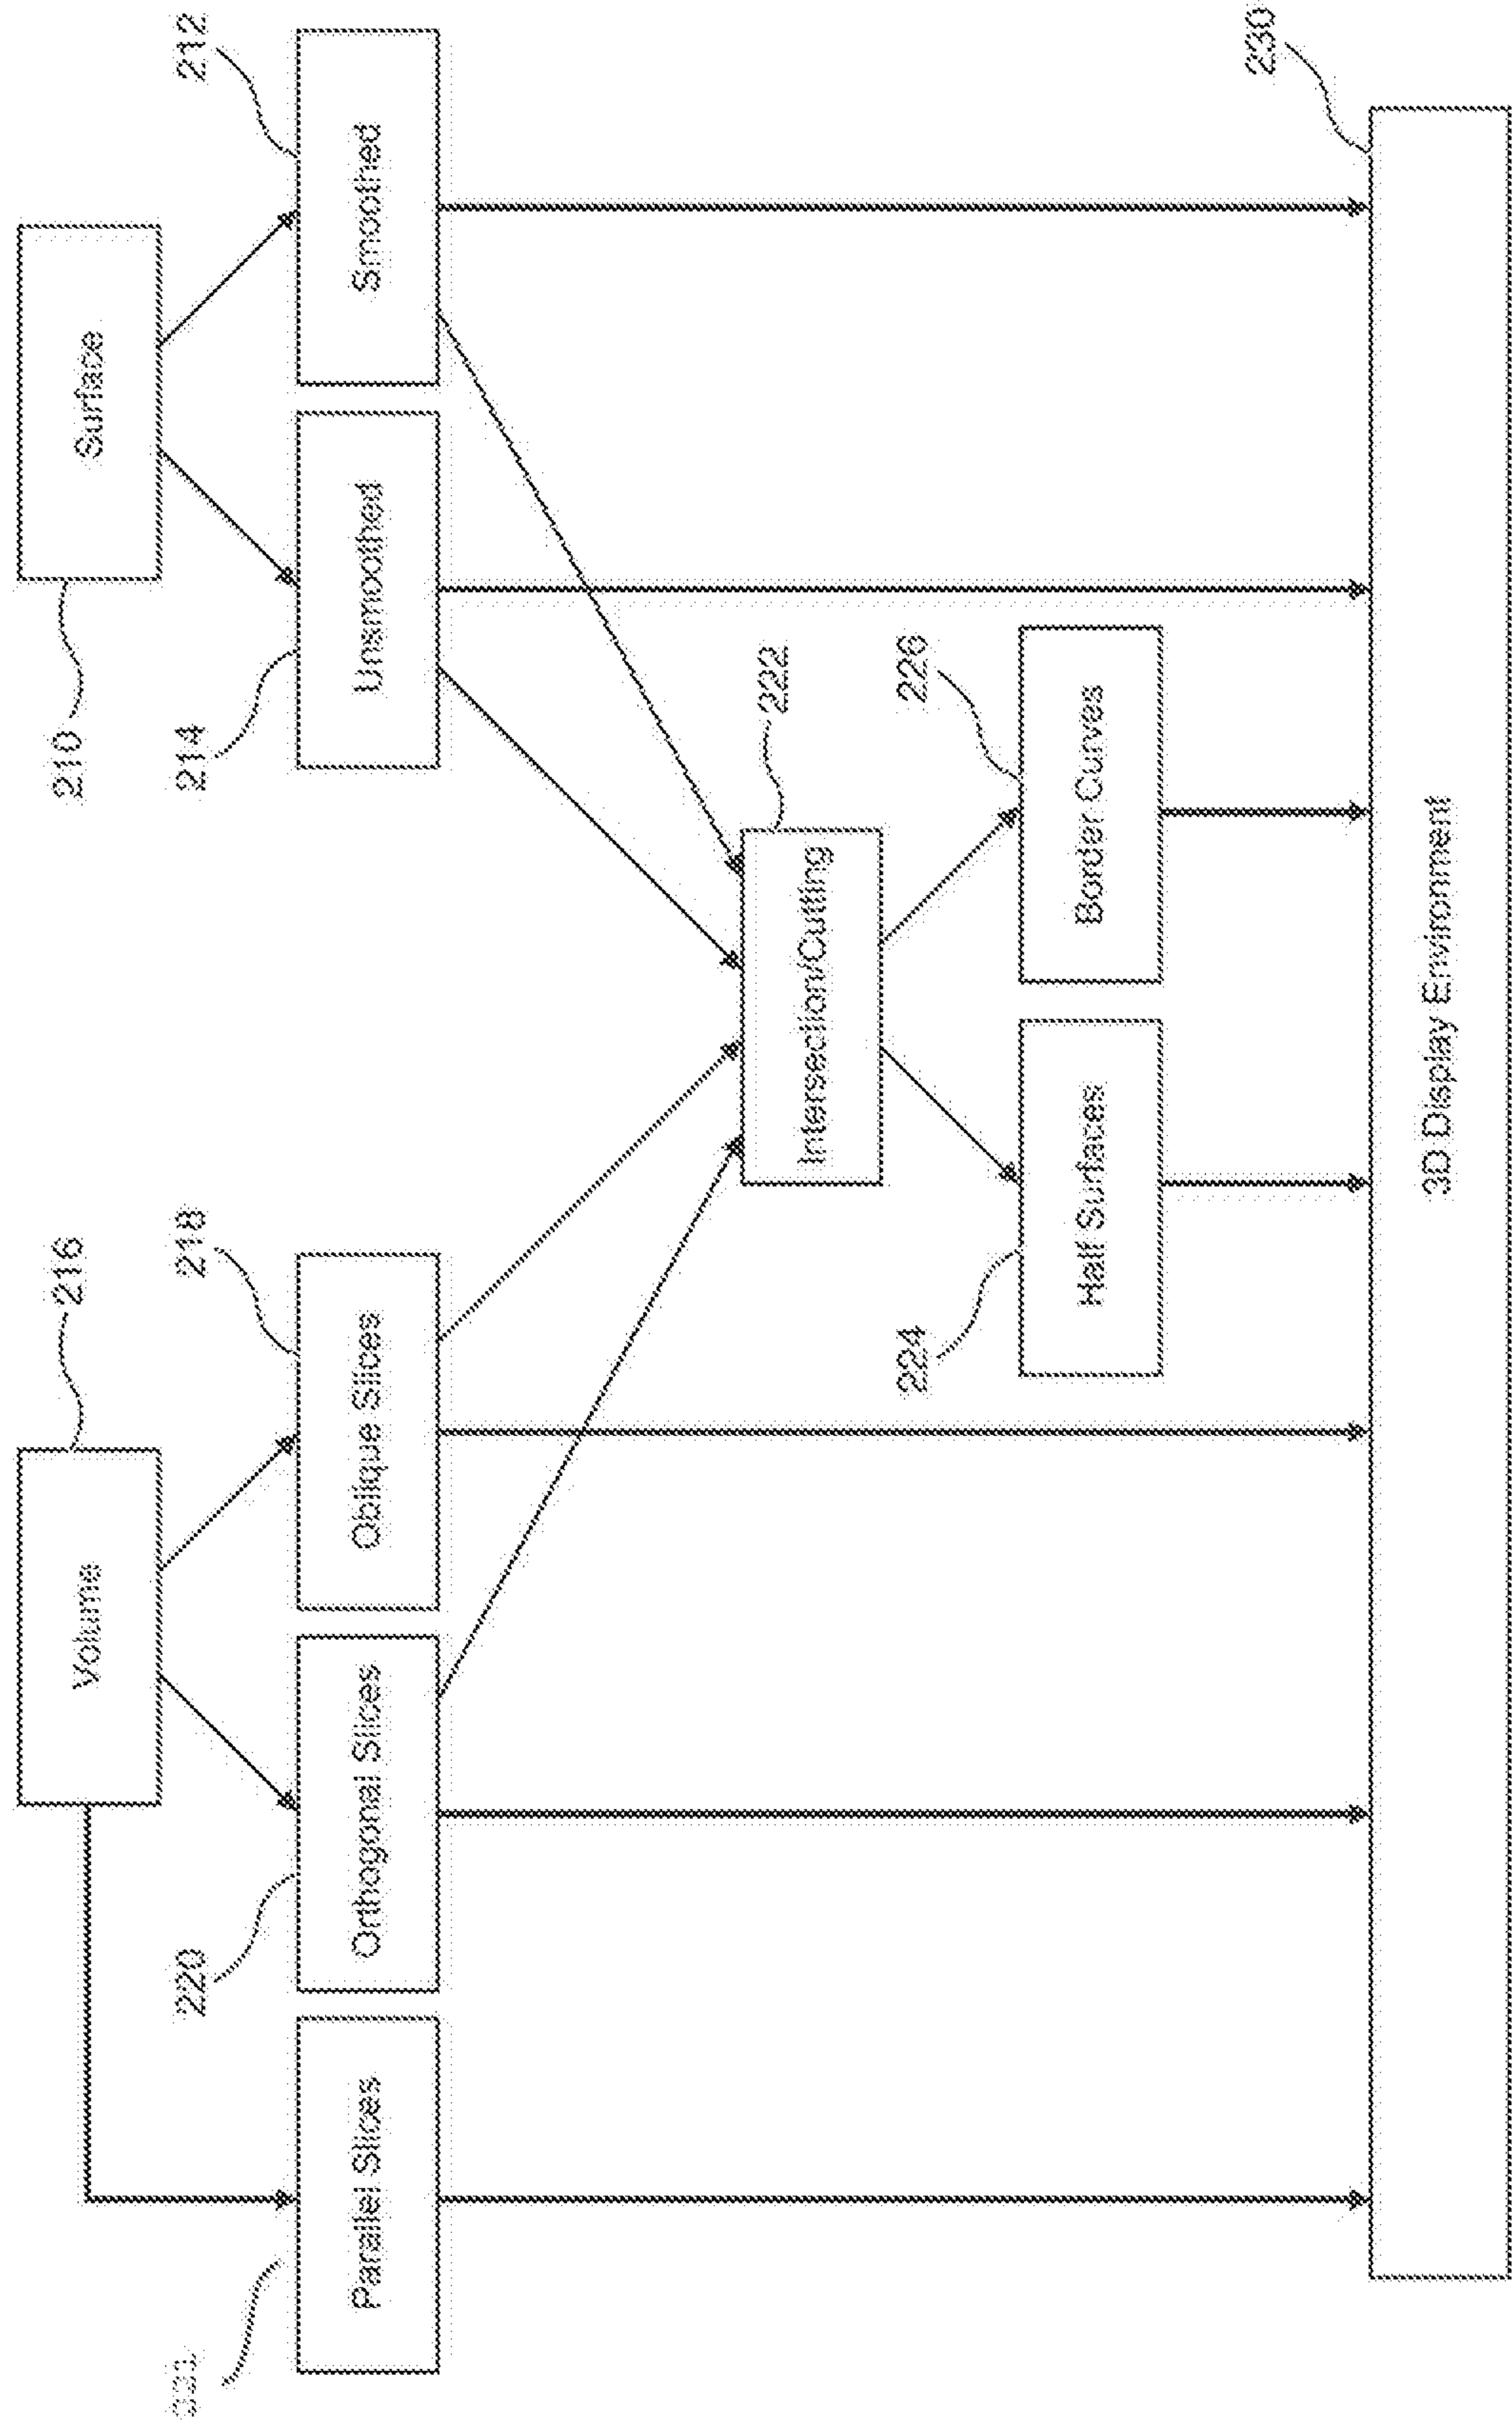 216
Volume
210
Surface
220
218
214
212
Parallel Slices
Orthogonal Slices
Oblique Slices
Unsmoothed
Smoothed
222
Intersection/Cutting
224
226
Half Surfaces
Border Curves
230
3D Display Environment